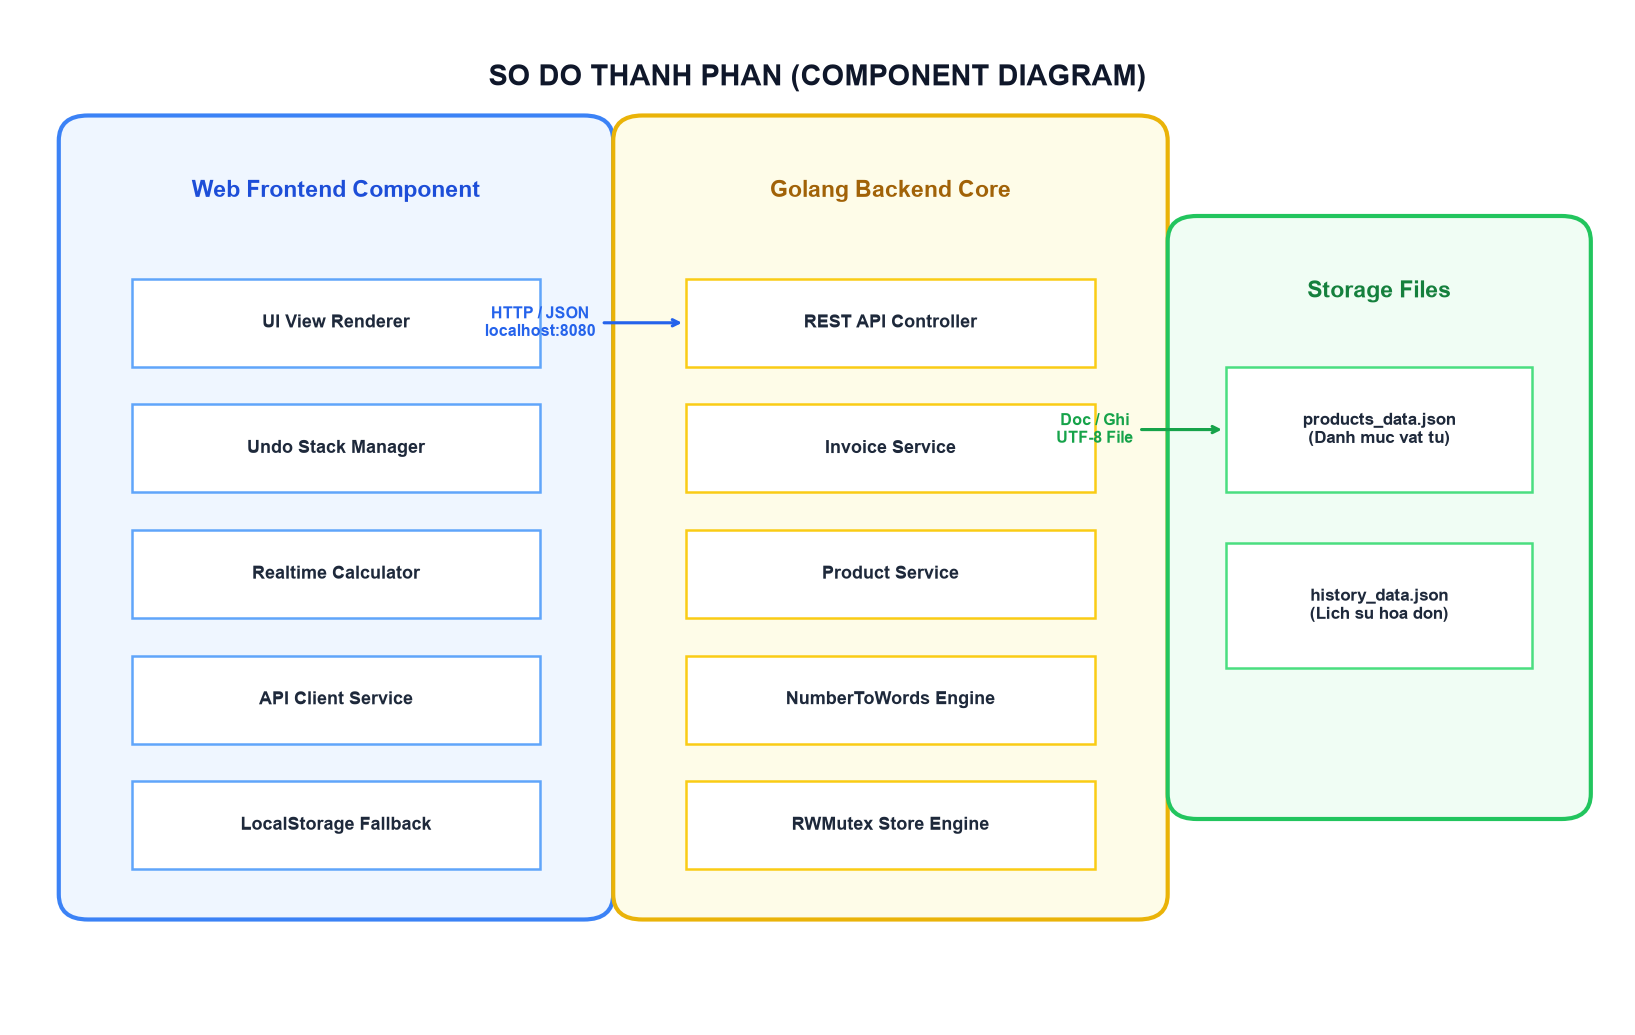 SO DO THANH PHAN (COMPONENT DIAGRAM)
Web Frontend Component
UI View Renderer
Undo Stack Manager
Realtime Calculator
API Client Service
LocalStorage Fallback
HTTP / JSON
localhost:8080
Golang Backend Core
REST API Controller
Invoice Service
Product Service
NumberToWords Engine
RWMutex Store Engine
Doc / Ghi
UTF-8 File
Storage Files
products_data.json
(Danh muc vat tu)
history_data.json
(Lich su hoa don)